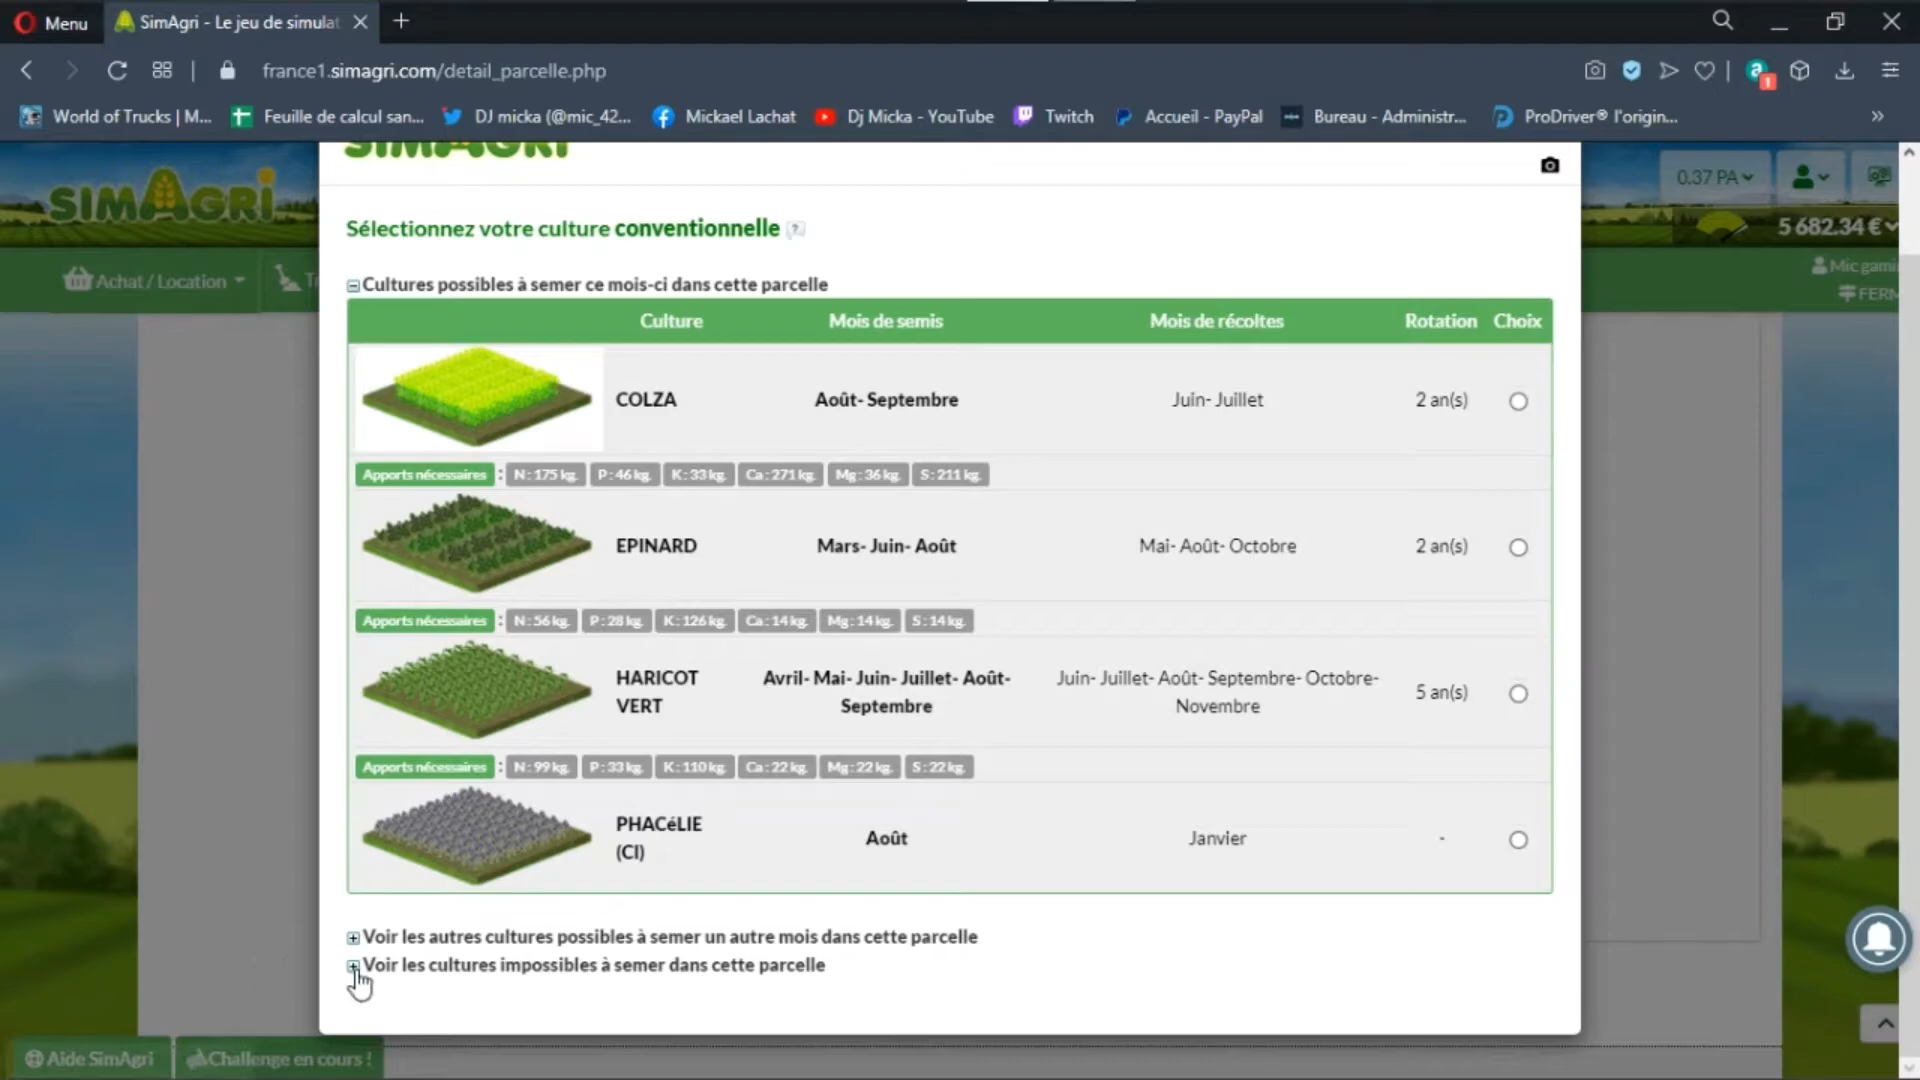 Menu
SimAgri - Le jeu de simulat
france1.simagri.com/detail_parcelle.php
1
World of Trucks | M...
Feuille de calcul san...
DJ micka (@mic_42...
Mickael Lachat
Dj Micka - YouTube
Twitch
Accueil - PayPal
Bureau - Administr...
ProDriver® l'origin...
»
SIMAGRI
SIMAGRI
0.37 PA
5 682.34 €
Achat / Location
Mic gami
FERM
Sélectionnez votre culture conventionnelle ?
Cultures possibles à semer ce mois-ci dans cette parcelle
Culture Mois de semis Mois de récoltes Rotation Choix
COLZA Août- Septembre Juin- Juillet 2 an(s)
Apports nécessaires : N : 175 kg. P : 46 kg. K : 33 kg. Ca : 271 kg. Mg : 36 kg. S : 211 kg.
EPINARD Mars- Juin- Août Mai- Août- Octobre 2 an(s)
Apports nécessaires : N : 56 kg. P : 28 kg. K : 126 kg. Ca : 14 kg. Mg : 14 kg. S : 14 kg.
HARICOT VERT Avril- Mai- Juin- Juillet- Août- Septembre Juin- Juillet- Août- Septembre- Octobre- Novembre 5 an(s)
Apports nécessaires : N : 99 kg. P : 33 kg. K : 110 kg. Ca : 22 kg. Mg : 22 kg. S : 22 kg.
PHACéLIE (CI) Août Janvier -
Voir les autres cultures possibles à semer un autre mois dans cette parcelle
Voir les cultures impossibles à semer dans cette parcelle
Aide SimAgri
Challenge en cours !